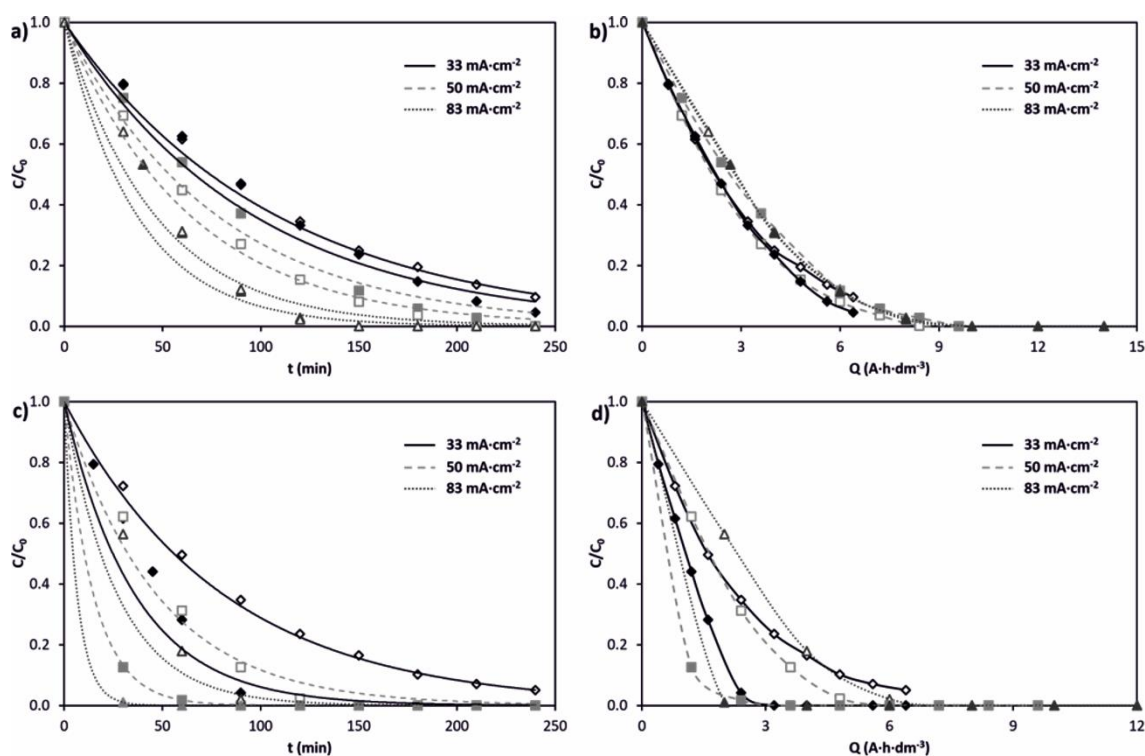 a)
1.0
0.8
0.6
0.4
0.2
0.0
C/C0
33 mA·cm-2
50 mA·cm-2
83 mA·cm-2
0 50 100 150 200 250
t (min)
b)
1.0
0.8
0.6
0.4
0.2
0.0
C/C0
33 mA·cm-2
50 mA·cm-2
83 mA·cm-2
0 3 6 9 12 15
Q (A·h·dm-3)
c)
1.0
0.8
0.6
0.4
0.2
0.0
C/C0
33 mA·cm-2
50 mA·cm-2
83 mA·cm-2
0 50 100 150 200 250
t (min)
d)
1.0
0.8
0.6
0.4
0.2
0.0
C/C0
33 mA·cm-2
50 mA·cm-2
83 mA·cm-2
0 3 6 9 12
Q (A·h·dm-3)